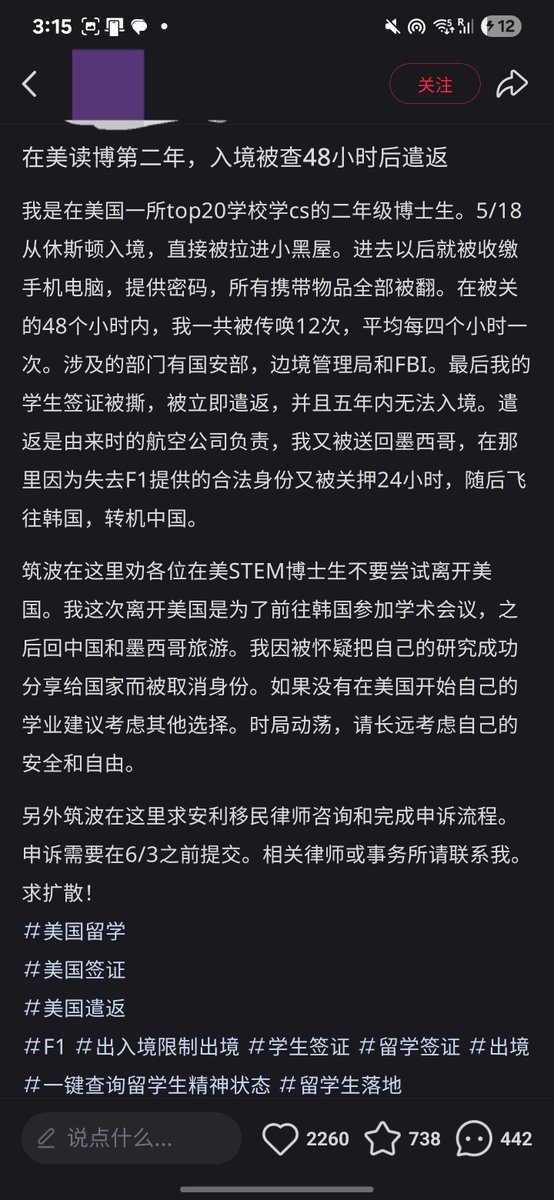 3:15
12
关注
在美读博第二年，入境被查48小时后遣返
我是在美国一所top20学校学cs的二年级博士生。5/18
从休斯顿入境，直接被拉进小黑屋。进去以后就被收缴
手机电脑，提供密码，所有携带物品全部被翻。在被关
的48个小时内，我一共被传唤12次，平均每四个小时一
次。涉及的部门有国安部，边境管理局和FBI。最后我的
学生签证被撕，被立即遣返，并且五年内无法入境。遣
返是由来时的航空公司负责，我又被送回墨西哥，在那
里因为失去F1提供的合法身份又被关押24小时，随后飞
往韩国，转机中国。
筑波在这里劝各位在美STEM博士生不要尝试离开美
国。我这次离开美国是为了前往韩国参加学术会议，之
后回中国和墨西哥旅游。我因被怀疑把自己的研究成功
分享给国家而被取消身份。如果没有在美国开始自己的
学业建议考虑其他选择。时局动荡，请长远考虑自己的
安全和自由。
另外筑波在这里求安利移民律师咨询和完成申诉流程。
申诉需要在6/3之前提交。相关律师或事务所请联系我。
求扩散！
#美国留学
#美国签证
#美国遣返
#F1 #出入境限制出境 #学生签证 #留学签证 #出境
#一键查询留学生精神状态 #留学生落地
说点什么... 2260 738 442